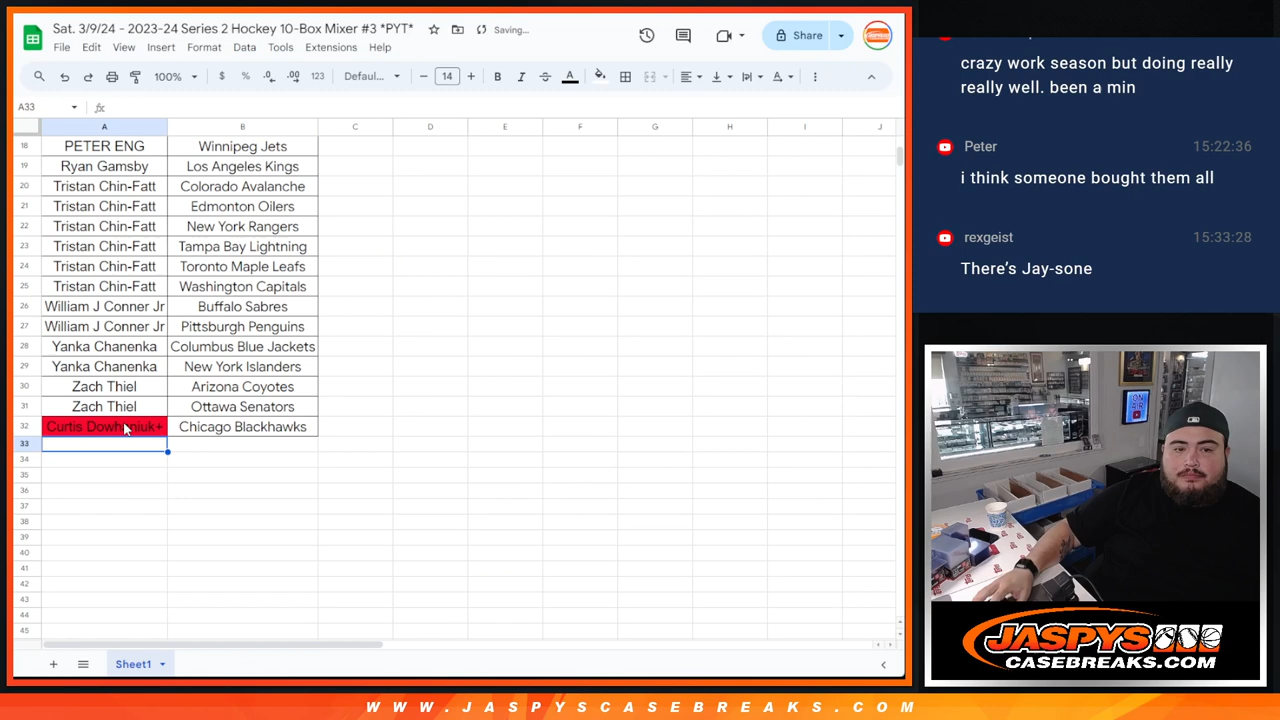 Sat. 3/9/24 - 2023-24 Series 2 Hockey 10-Box Mixer #3 *PYT*
Saving...
File Edit View Insert Format Data Tools Extensions Help
Share
100%
$ % .0 .00 123
Defaul...
14
B I A
A33
fx
A B C D E F G H I J
18 PETER ENG Winnipeg Jets
19 Ryan Gamsby Los Angeles Kings
20 Tristan Chin-Fatt Colorado Avalanche
21 Tristan Chin-Fatt Edmonton Oilers
22 Tristan Chin-Fatt New York Rangers
23 Tristan Chin-Fatt Tampa Bay Lightning
24 Tristan Chin-Fatt Toronto Maple Leafs
25 Tristan Chin-Fatt Washington Capitals
26 William J Conner Jr Buffalo Sabres
27 William J Conner Jr Pittsburgh Penguins
28 Yanka Chanenka Columbus Blue Jackets
29 Yanka Chanenka New York Islanders
30 Zach Thiel Arizona Coyotes
31 Zach Thiel Ottawa Senators
32 Curtis Chicago Blackhawks
33
34
35
36
37
38
39
40
41
42
43
44
45
Sheet1
crazy work season but doing really
really well. been a min
Peter 15:22:36
i think someone bought them all
rexgeist 15:33:28
There's Jay-sone
ON AIR
JASPYS
CASEBREAKS.COM
WWW.JASPYSCASEBREAKS.COM